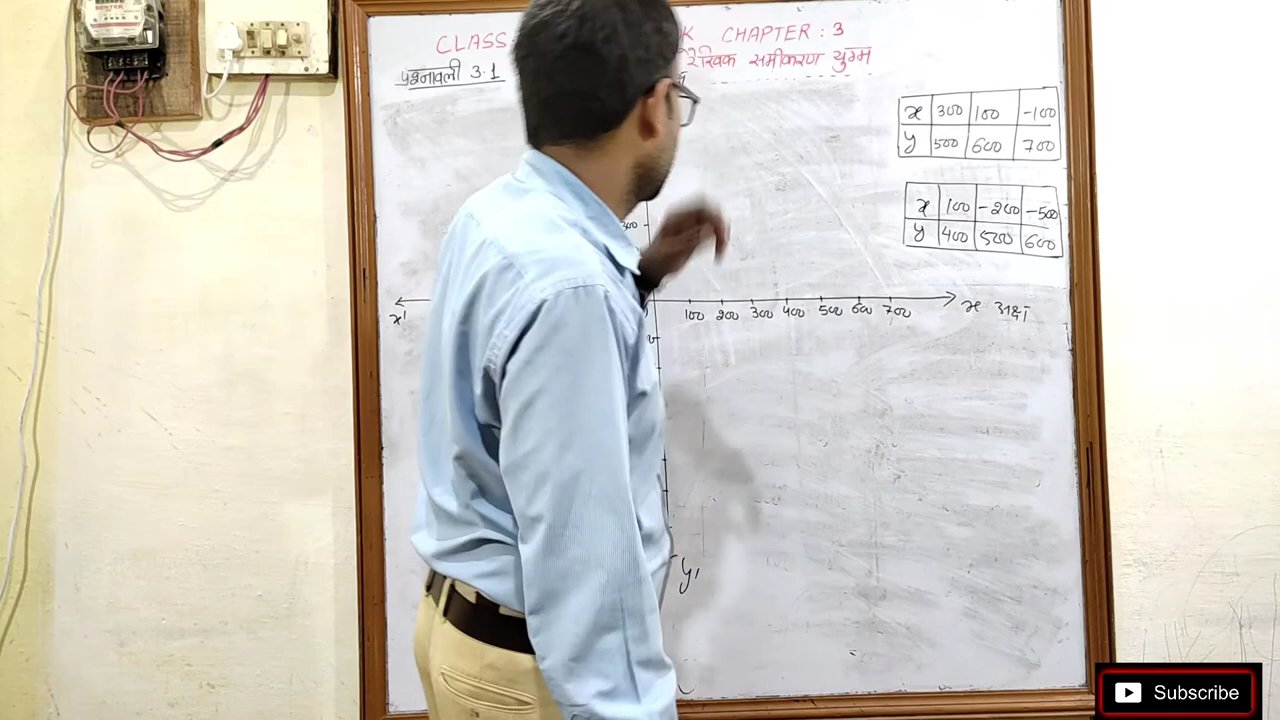 CLASS K CHAPTER : 3
रैखिक समीकरण युग्म
प्रश्नावली 3.1
x 300 100 -100
y 500 600 700
x 100 -200 -500
y 400 500 600
300
x' 100 200 300 400 500 600 700 x अक्ष
y'
Subscribe